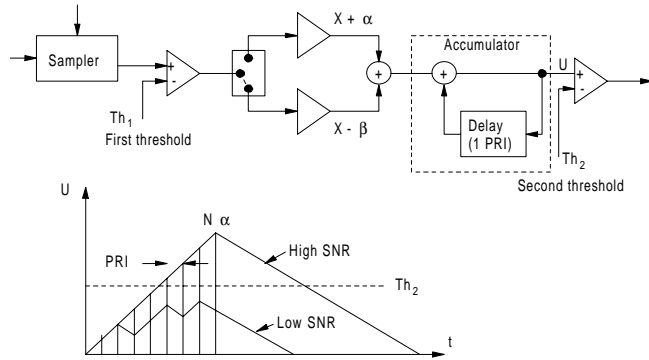 X + α
Accumulator
Sampler
+
-
+
+
U
+
-
Th1
First threshold
X - β
Delay
(1 PRI)
Th2
Second threshold
U
N α
PRI
High SNR
Th2
Low SNR
t